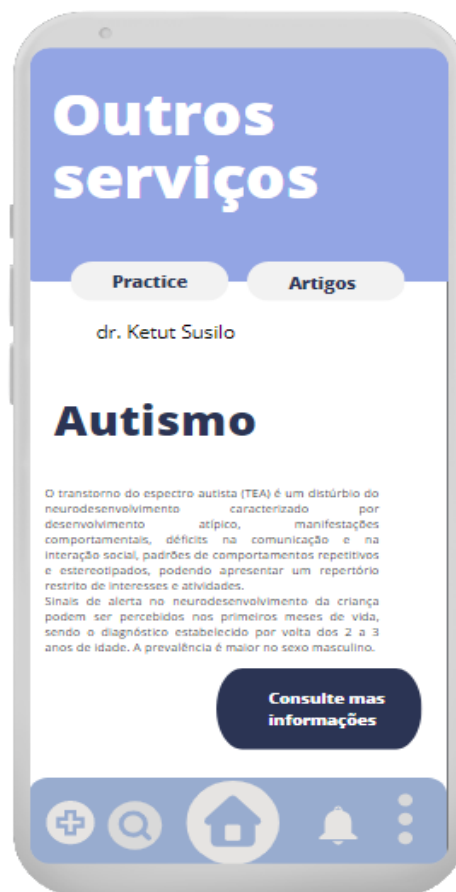 Outros
serviços
Practice
Artigos
dr. Ketut Susilo
Autismo
O transtorno do espectro autista (TEA) é um distúrbio do
neurodesenvolvimento caracterizado por
desenvolvimento atípico, manifestações
comportamentais, déficits na comunicação e na
interação social, padrões de comportamentos repetitivos
e estereotipados, podendo apresentar um repertório
restrito de interesses e atividades.
Sinais de alerta no neurodesenvolvimento da criança
podem ser percebidos nos primeiros meses de vida,
sendo o diagnóstico estabelecido por volta dos 2 a 3
anos de idade. A prevalência é maior no sexo masculino.
Consulte mas
informações